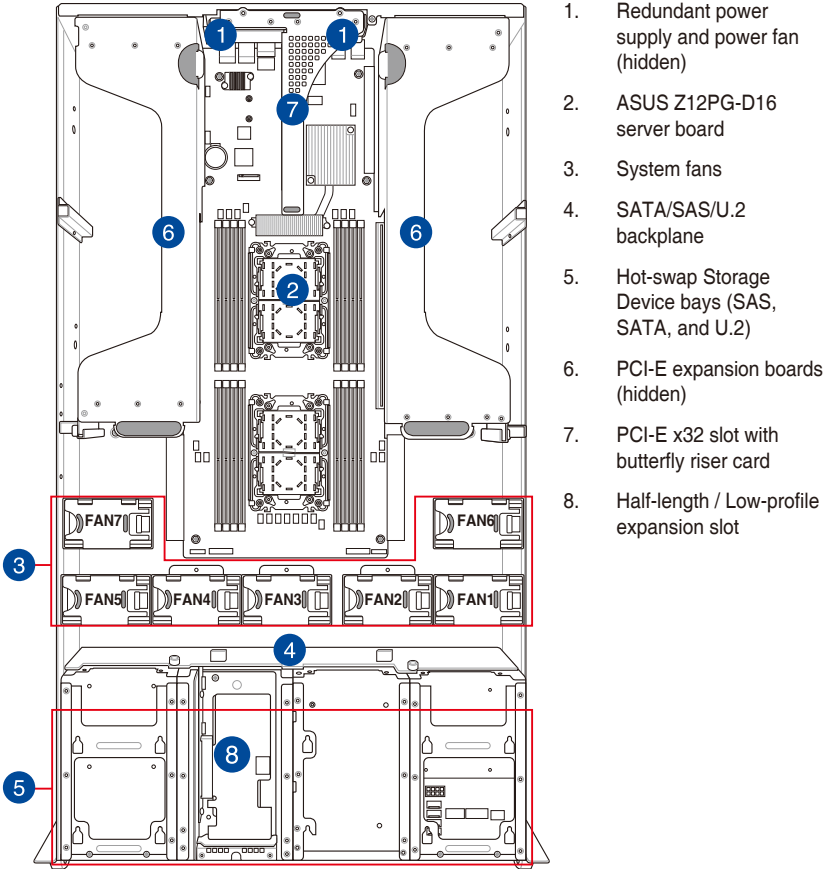 1
1
7
6
6
2
FAN7
FAN6
3
FAN5
FAN4
FAN3
FAN2
FAN1
4
8
5
1. Redundant power
supply and power fan
(hidden)
2. ASUS Z12PG-D16
server board
3. System fans
4. SATA/SAS/U.2
backplane
5. Hot-swap Storage
Device bays (SAS,
SATA, and U.2)
6. PCI-E expansion boards
(hidden)
7. PCI-E x32 slot with
butterfly riser card
8. Half-length / Low-profile
expansion slot